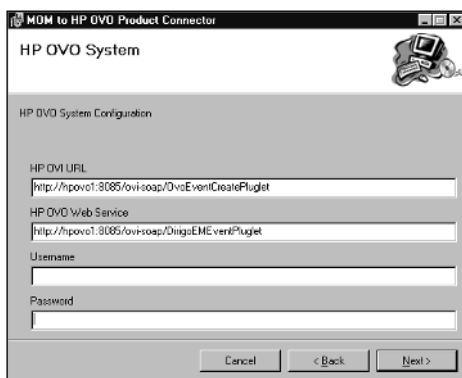 MOM to HP OVO Product Connector
HP OVO System
HP OVO System Configuration
HP OVI URL
http://hpovo1:8085/ovi-soap/OvoEventCreatePluglet
HP OVO Web Service
http://hpovo1:8085/ovi-soap/DirigoEMEventPluglet
Username
Password
Cancel
< Back
Next >